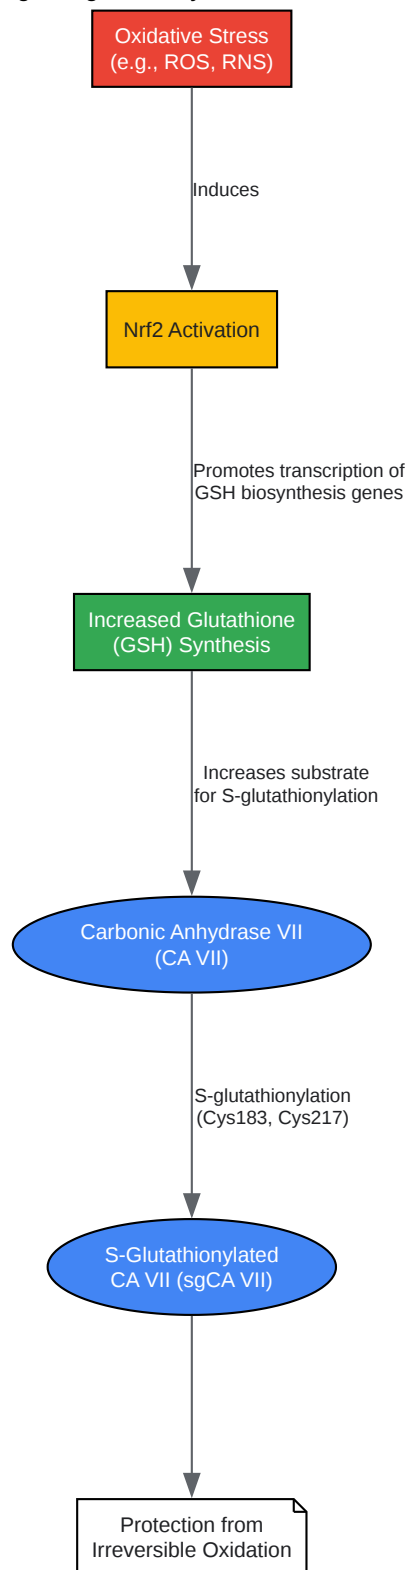 Oxidative Stress
(e.g., ROS, RNS)
Induces
Nrf2 Activation
Promotes transcription of
GSH biosynthesis genes
Increased Glutathione
(GSH) Synthesis
Increases substrate
for S-glutathionylation
Carbonic Anhydrase VII
(CA VII)
S-glutathionylation
(Cys183, Cys217)
S-Glutathionylated
CA VII (sgCA VII)
Protection from
Irreversible Oxidation